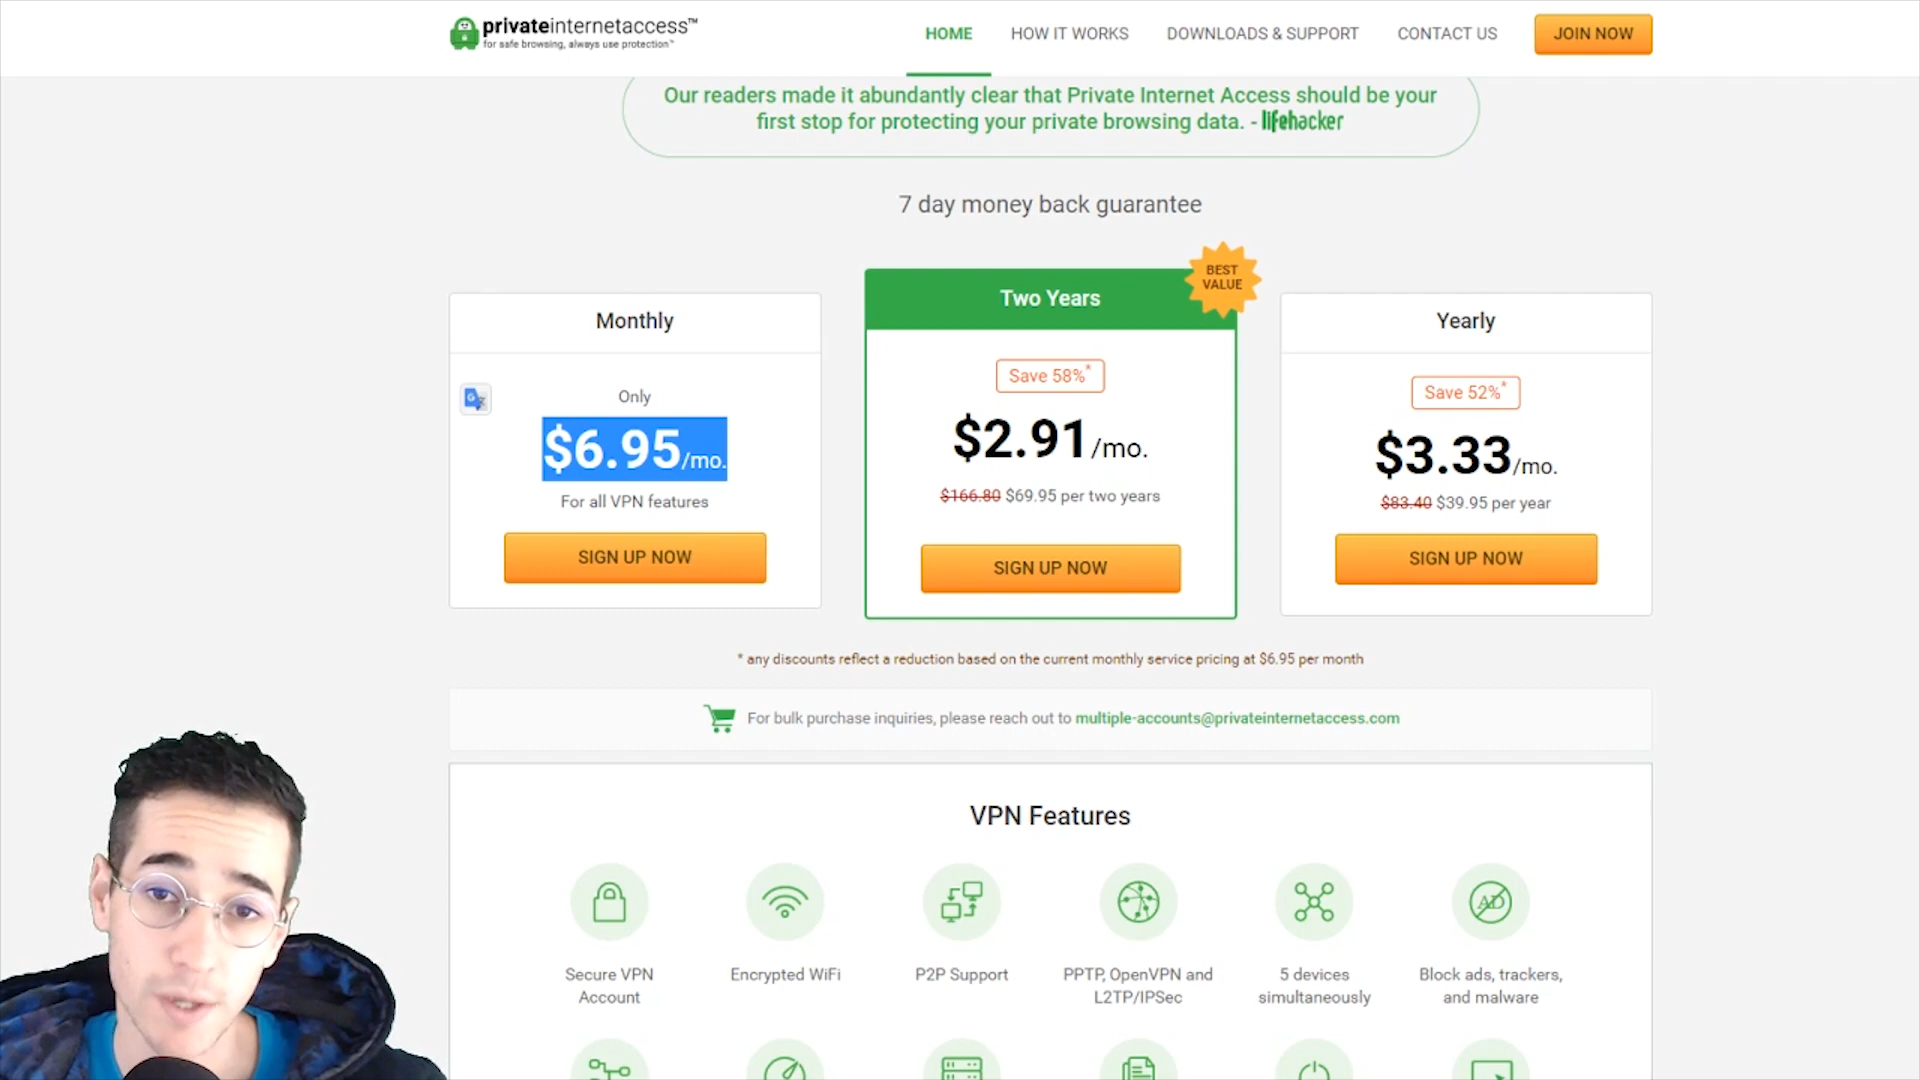 privateinternetaccess™
for safe browsing, always use protection™
HOME
HOW IT WORKS
DOWNLOADS & SUPPORT
CONTACT US
JOIN NOW
Our readers made it abundantly clear that Private Internet Access should be your
first stop for protecting your private browsing data. - lifehacker
7 day money back guarantee
Monthly
Only
$6.95/mo.
For all VPN features
SIGN UP NOW
BEST
VALUE
Two Years
Save 58%*
$2.91/mo.
$166.80 $69.95 per two years
SIGN UP NOW
Yearly
Save 52%*
$3.33/mo.
$83.40 $39.95 per year
SIGN UP NOW
* any discounts reflect a reduction based on the current monthly service pricing at $6.95 per month
For bulk purchase inquiries, please reach out to multiple-accounts@privateinternetaccess.com
VPN Features
Secure VPN
Account
Encrypted WiFi
P2P Support
PPTP, OpenVPN and
L2TP/IPSec
5 devices
simultaneously
AD
Block ads, trackers,
and malware